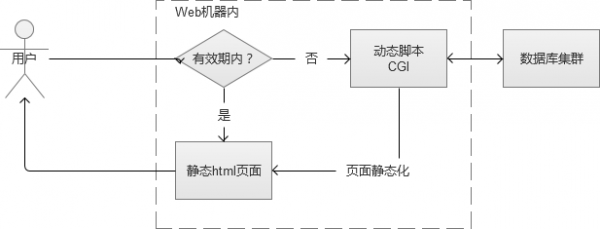 Web机器内
用户
有效期内？
否
动态脚本
CGI
数据库集群
是
静态html页面
页面静态化